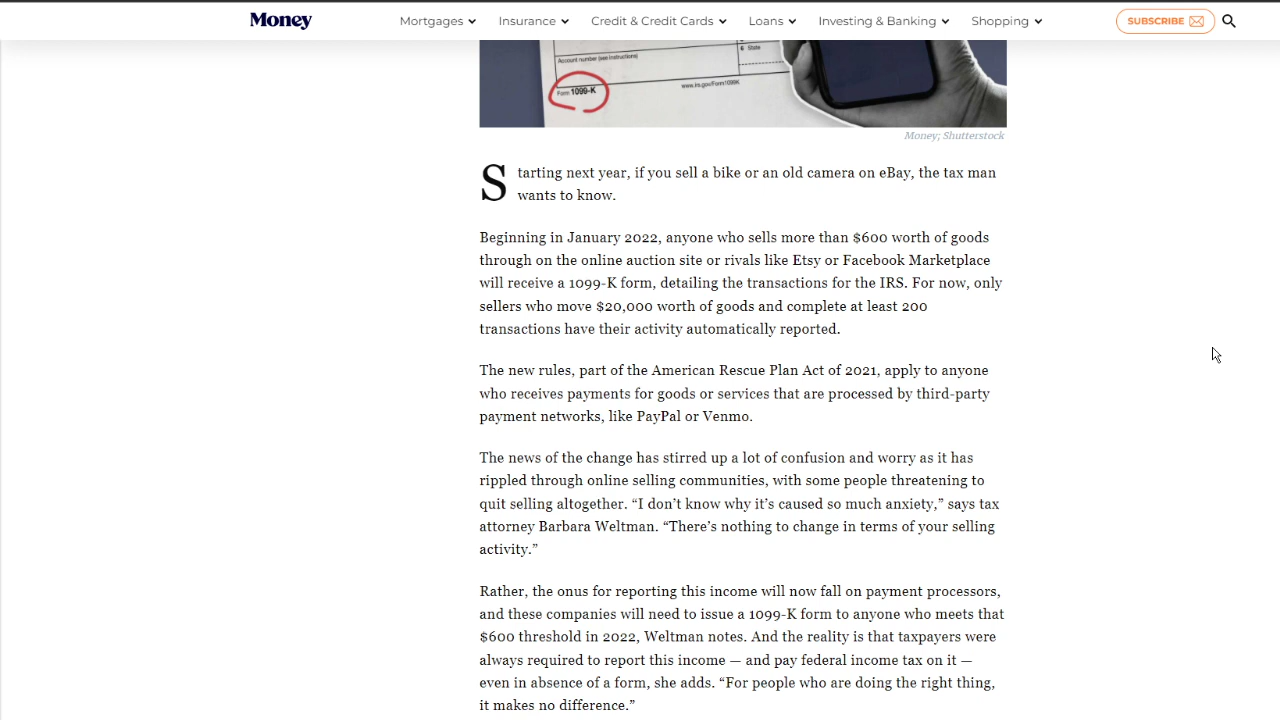 Money
Mortgages
Insurance
Credit & Credit Cards
Loans
Investing & Banking
Shopping
SUBSCRIBE
6 State
Account number (see instructions)
Form 1099-K
www.irs.gov/Form1099K
Money; Shutterstock
Starting next year, if you sell a bike or an old camera on eBay, the tax man
wants to know.
Beginning in January 2022, anyone who sells more than $600 worth of goods
through on the online auction site or rivals like Etsy or Facebook Marketplace
will receive a 1099-K form, detailing the transactions for the IRS. For now, only
sellers who move $20,000 worth of goods and complete at least 200
transactions have their activity automatically reported.
The new rules, part of the American Rescue Plan Act of 2021, apply to anyone
who receives payments for goods or services that are processed by third-party
payment networks, like PayPal or Venmo.
The news of the change has stirred up a lot of confusion and worry as it has
rippled through online selling communities, with some people threatening to
quit selling altogether. “I don’t know why it’s caused so much anxiety,” says tax
attorney Barbara Weltman. “There’s nothing to change in terms of your selling
activity.”
Rather, the onus for reporting this income will now fall on payment processors,
and these companies will need to issue a 1099-K form to anyone who meets that
$600 threshold in 2022, Weltman notes. And the reality is that taxpayers were
always required to report this income — and pay federal income tax on it —
even in absence of a form, she adds. “For people who are doing the right thing,
it makes no difference.”